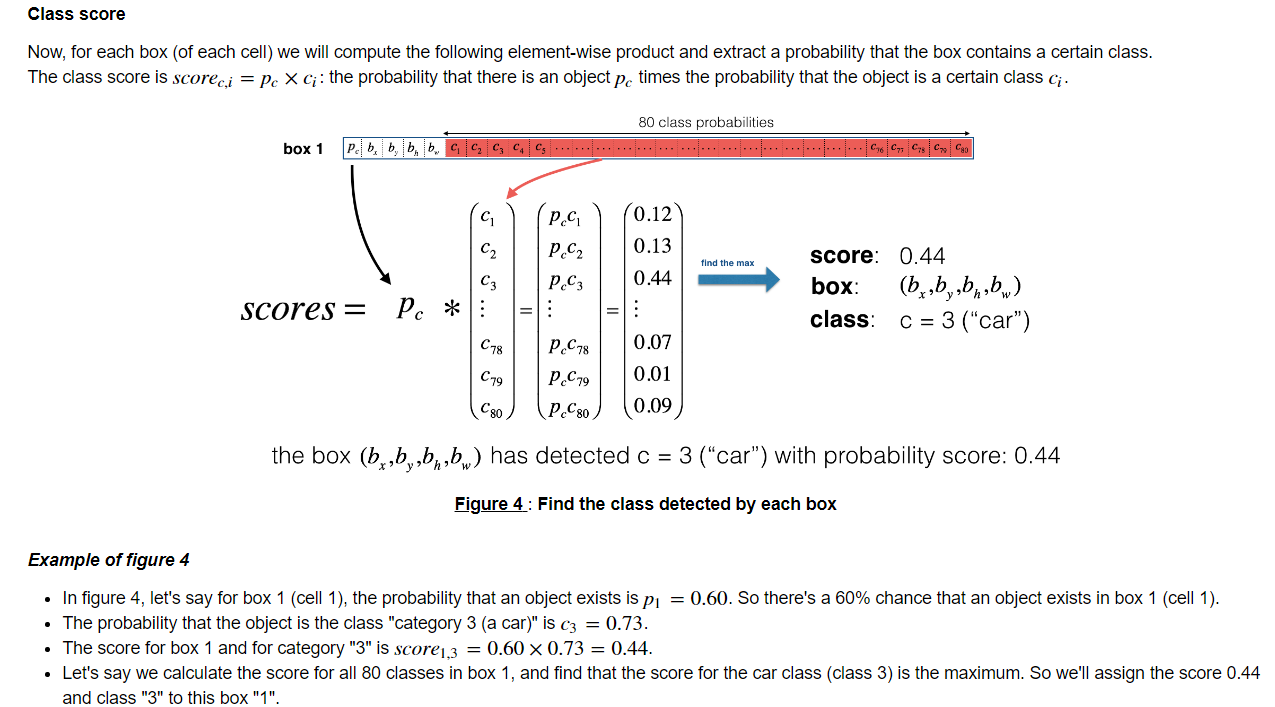 Class score
Now, for each box (of each cell) we will compute the following element-wise product and extract a probability that the box contains a certain class.
The class score is score_{c,i} = p_c × c_i: the probability that there is an object p_c times the probability that the object is a certain class c_i.
80 class probabilities
box 1 p_c b_x b_y b_h b_w c_1 c_2 c_3 c_4 c_5 ... c_76 c_77 c_78 c_79 c_80
scores = p_c * (c_1 c_2 c_3 ⋮ c_78 c_79 c_80) = (p_c c_1 p_c c_2 p_c c_3 ⋮ p_c c_78 p_c c_79 p_c c_80) = (0.12 0.13 0.44 ⋮ 0.07 0.01 0.09)
find the max
score: 0.44
box: (b_x,b_y,b_h,b_w)
class: c = 3 (“car”)
the box (b_x,b_y,b_h,b_w) has detected c = 3 (“car”) with probability score: 0.44
Figure 4 : Find the class detected by each box
Example of figure 4
• In figure 4, let's say for box 1 (cell 1), the probability that an object exists is p_1 = 0.60. So there's a 60% chance that an object exists in box 1 (cell 1).
• The probability that the object is the class "category 3 (a car)" is c_3 = 0.73.
• The score for box 1 and for category "3" is score_{1,3} = 0.60 × 0.73 = 0.44.
• Let's say we calculate the score for all 80 classes in box 1, and find that the score for the car class (class 3) is the maximum. So we'll assign the score 0.44
and class "3" to this box "1".